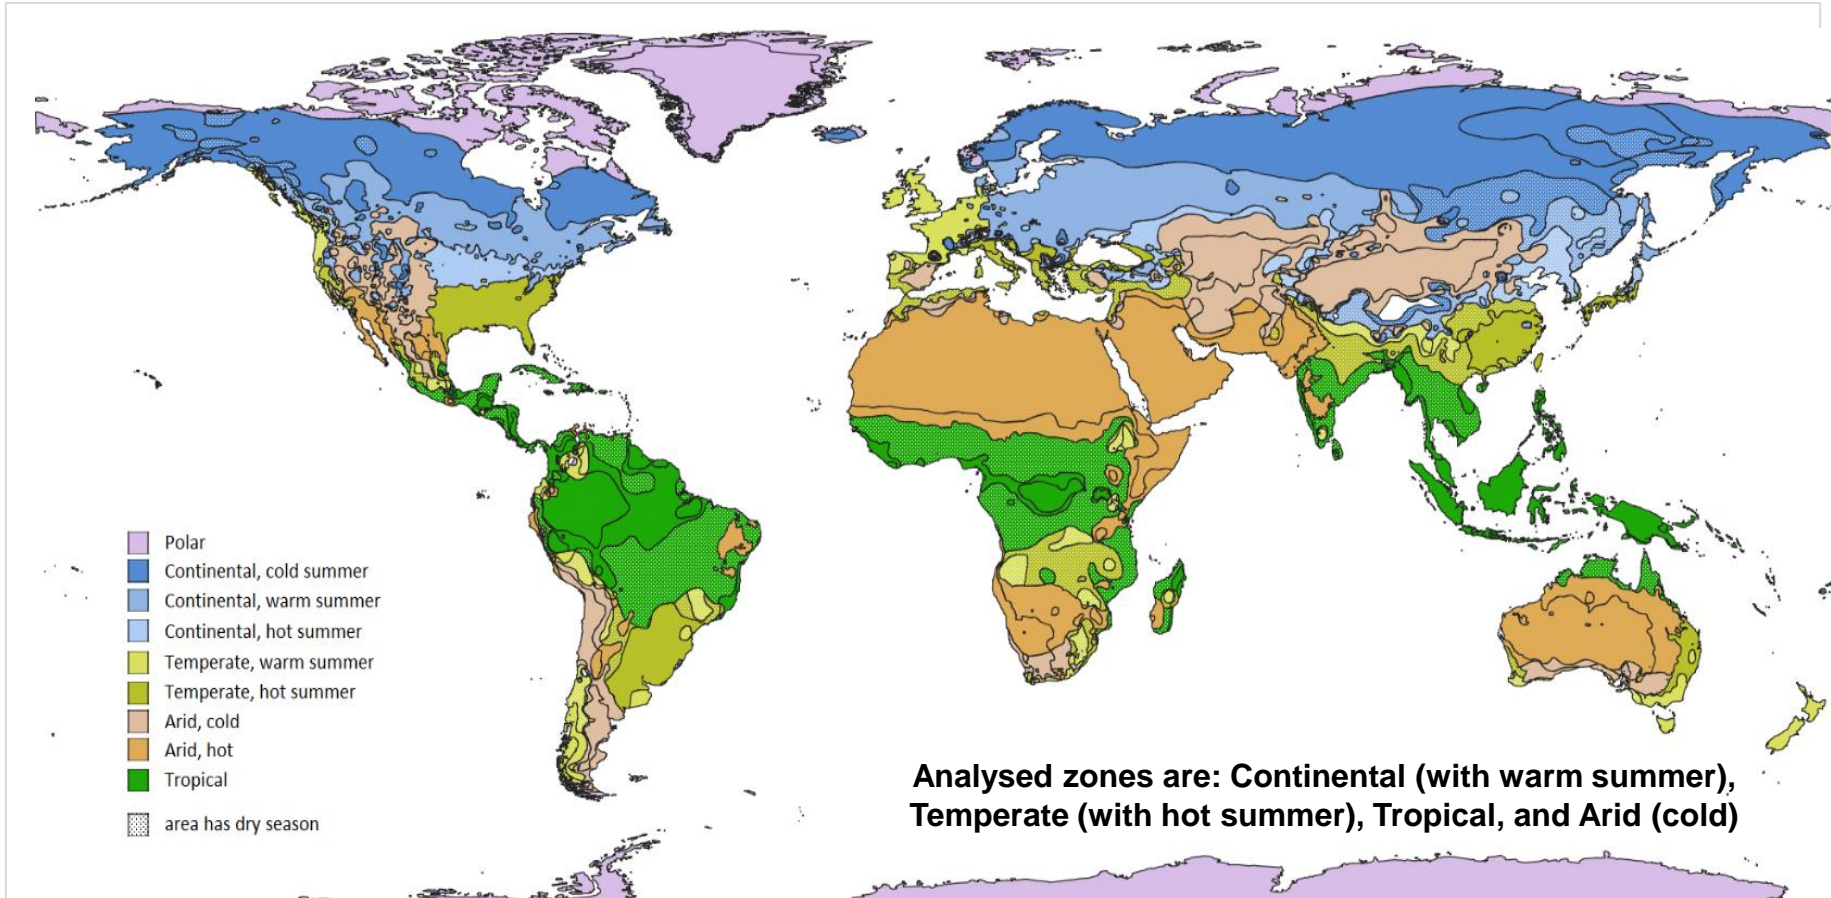 Polar
Continental, cold summer
Continental, warm summer
Continental, hot summer
Temperate, warm summer
Temperate, hot summer
Arid, cold
Arid, hot
Tropical
area has dry season
Analysed zones are: Continental (with warm summer),
Temperate (with hot summer), Tropical, and Arid (cold)